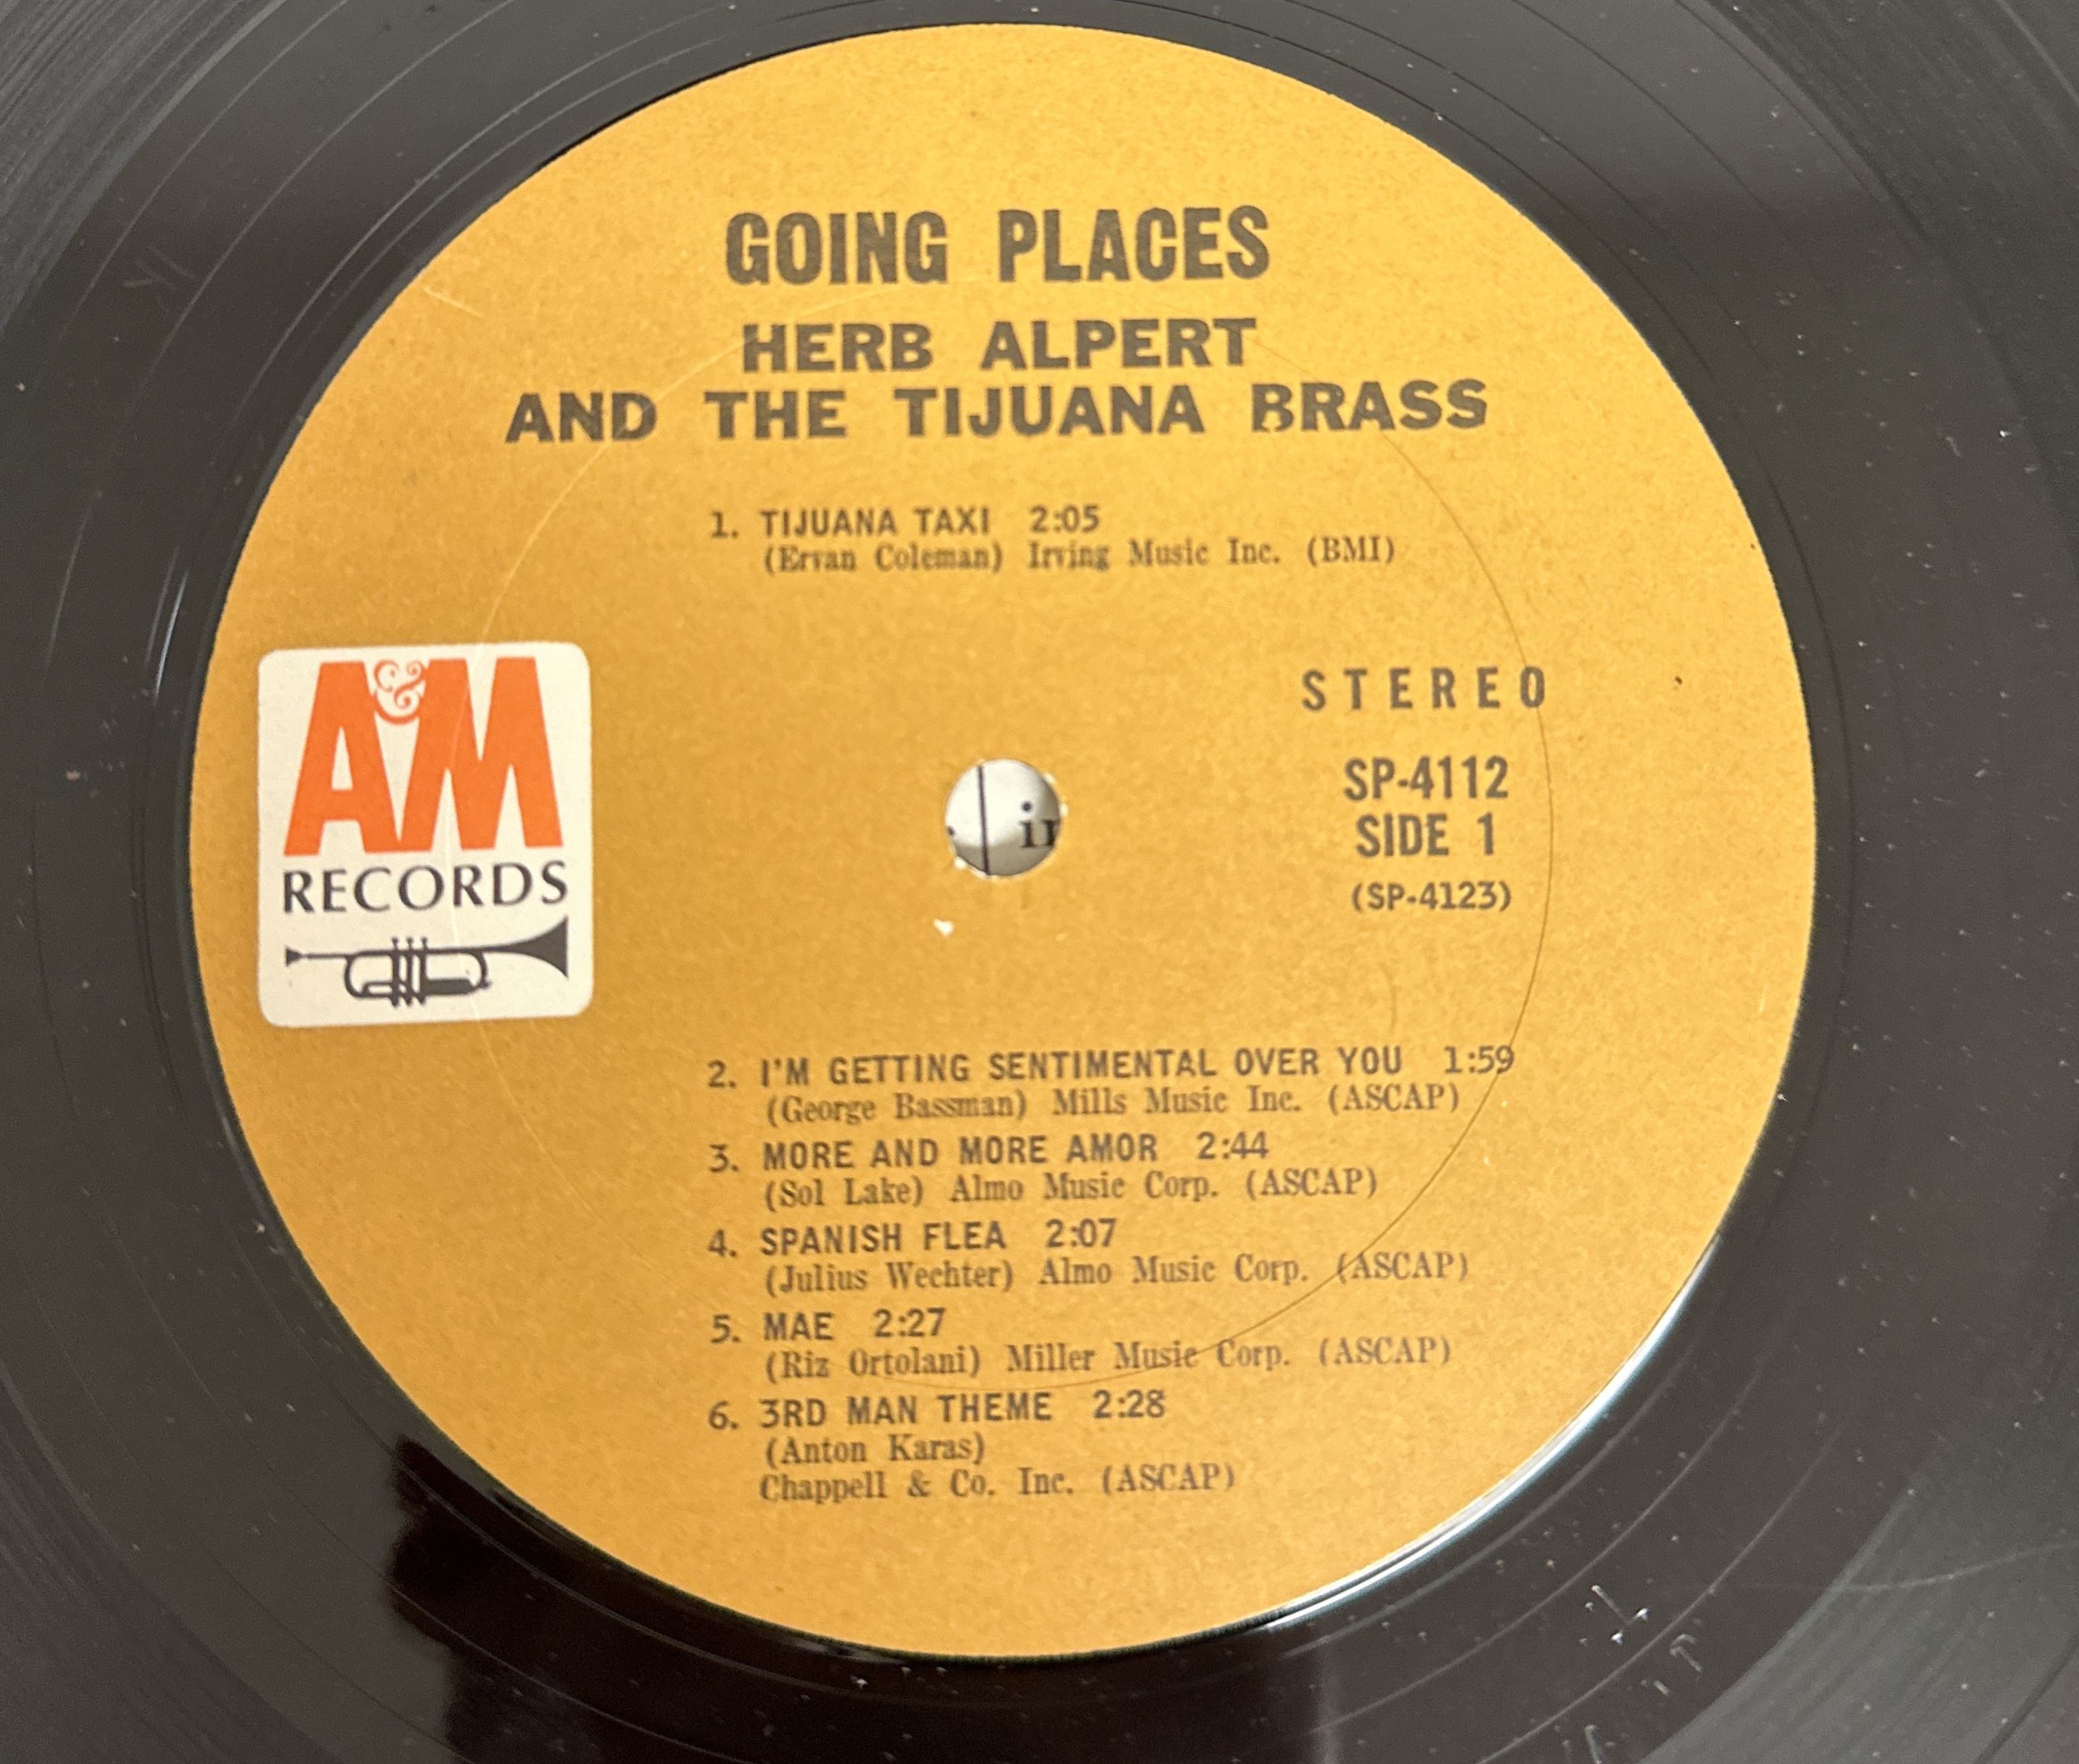 GOING PLACES
HERB ALPERT
AND THE TIJUANA BRASS
1. TIJUANA TAXI 2:05
(Ervan Coleman) Irving Music Inc. (BMI)
A&M
RECORDS
STEREO
SP-4112
SIDE 1
(SP-4123)
2. I'M GETTING SENTIMENTAL OVER YOU 1:59
(George Bassman) Mills Music Inc. (ASCAP)
3. MORE AND MORE AMOR 2:44
(Sol Lake) Almo Music Corp. (ASCAP)
4. SPANISH FLEA 2:07
(Julius Wechter) Almo Music Corp. (ASCAP)
5. MAE 2:27
(Riz Ortolani) Miller Music Corp. (ASCAP)
6. 3RD MAN THEME 2:28
(Anton Karas)
Chappell & Co. Inc. (ASCAP)